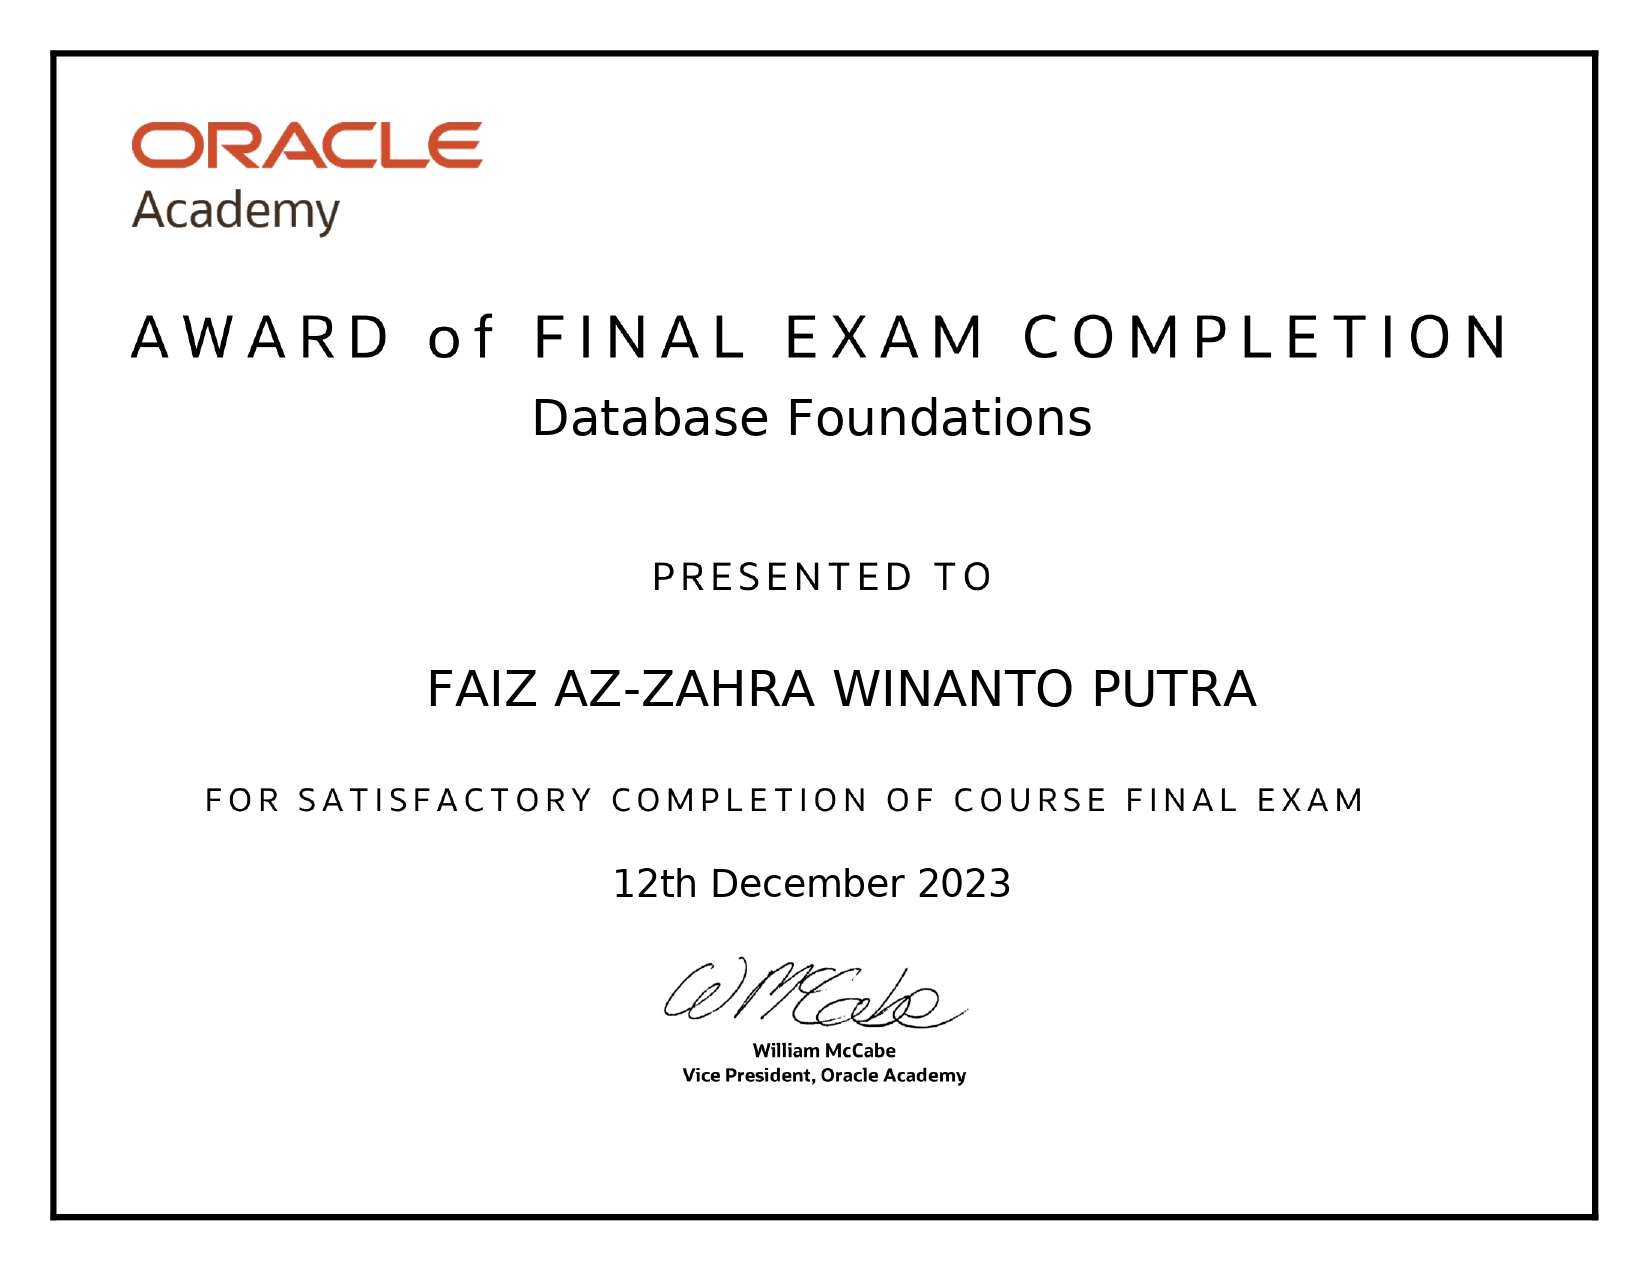 ORACLE
Academy
AWARD of FINAL EXAM COMPLETION
Database Foundations
PRESENTED TO
FAIZ AZ-ZAHRA WINANTO PUTRA
FOR SATISFACTORY COMPLETION OF COURSE FINAL EXAM
12th December 2023
W McCabe
William McCabe
Vice President, Oracle Academy